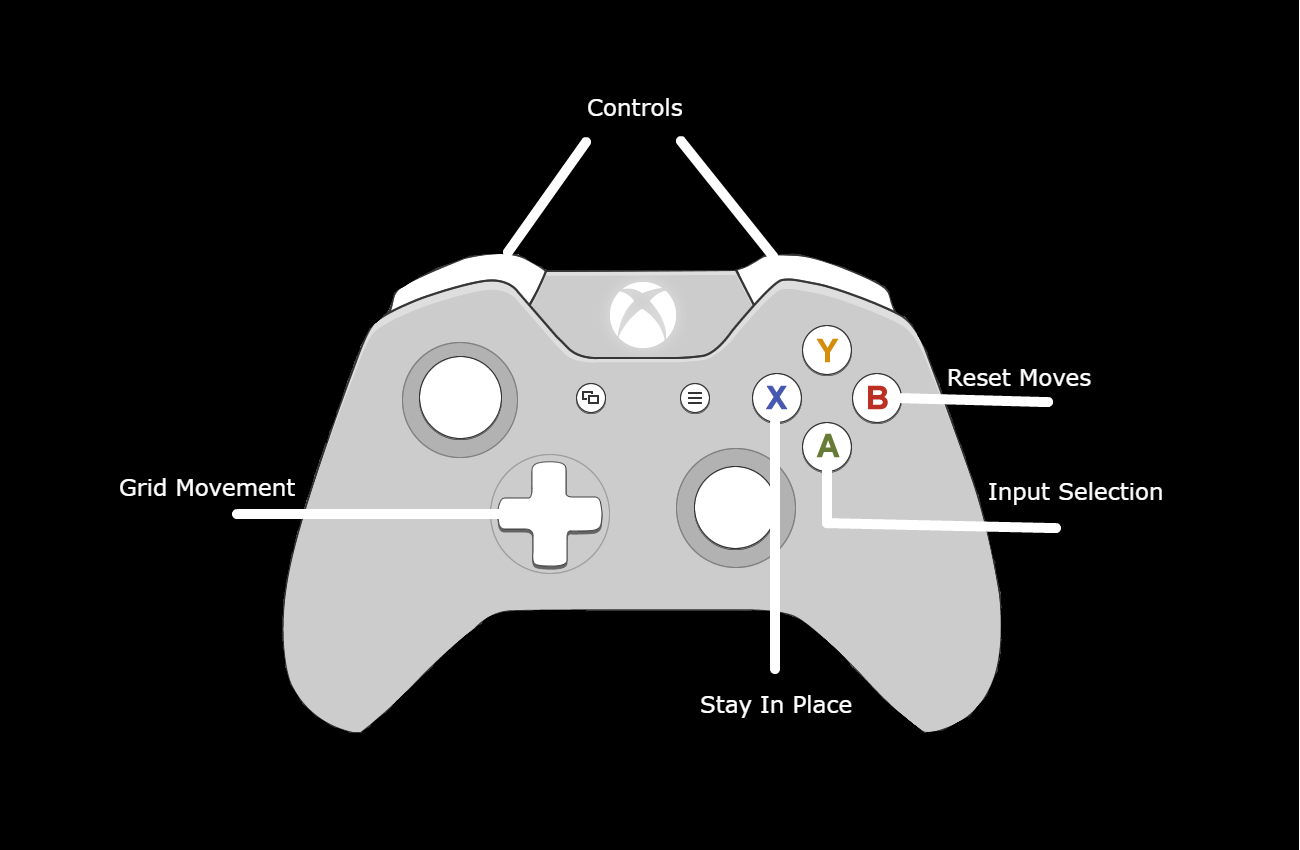 Controls
Y
Reset Moves
X
B
A
Grid Movement
Input Selection
Stay In Place